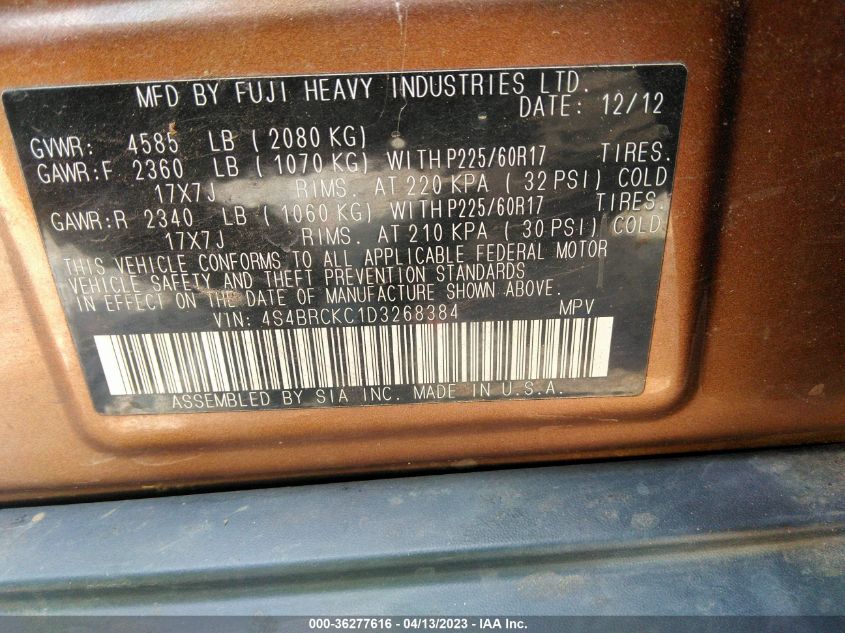 MFD BY FUJI HEAVY INDUSTRIES LTD.
DATE: 12/12
GVWR: 4585 LB ( 2080 KG)
GAWR:F 2360 LB ( 1070 KG) WITHP225/60R17 TIRES.
17X7J RIMS. AT 220 KPA ( 32 PSI) COLD
GAWR:R 2340 LB ( 1060 KG) WITHP225/60R17 TIRES.
17X7J RIMS. AT 210 KPA ( 30 PSI) COLD.
THIS VEHICLE CONFORMS TO ALL APPLICABLE FEDERAL MOTOR
VEHICLE SAFETY AND THEFT PREVENTION STANDARDS
IN EFFECT ON THE DATE OF MANUFACTURE SHOWN ABOVE.
VIN: 4S4BRCKC1D3268384 MPV
ASSEMBLED BY SIA INC. MADE IN U.S.A.
000-36277616 - 04/13/2023 - IAA Inc.